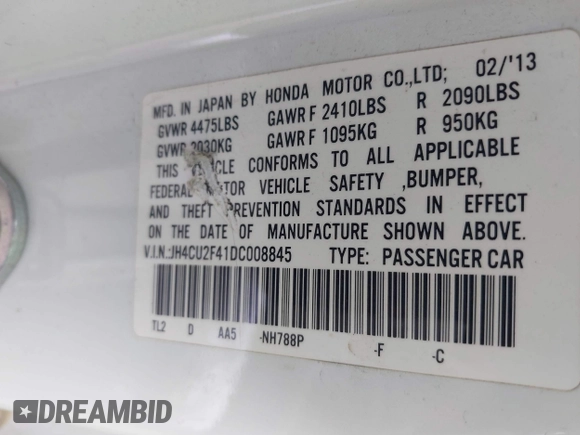 MFD. IN JAPAN BY HONDA MOTOR CO.,LTD; 02/'13
GVWR 4475LBS GAWR F 2410LBS R 2090LBS
GVWR 2030KG GAWR F 1095KG R 950KG
THIS VEHICLE CONFORMS TO ALL APPLICABLE
FEDERAL MOTOR VEHICLE SAFETY ,BUMPER,
AND THEFT PREVENTION STANDARDS IN EFFECT
ON THE DATE OF MANUFACTURE SHOWN ABOVE.
V.I.N.:JH4CU2F41DC008845 TYPE: PASSENGER CAR
TL2 D AA5 -NH788P -F -C
DREAMBID